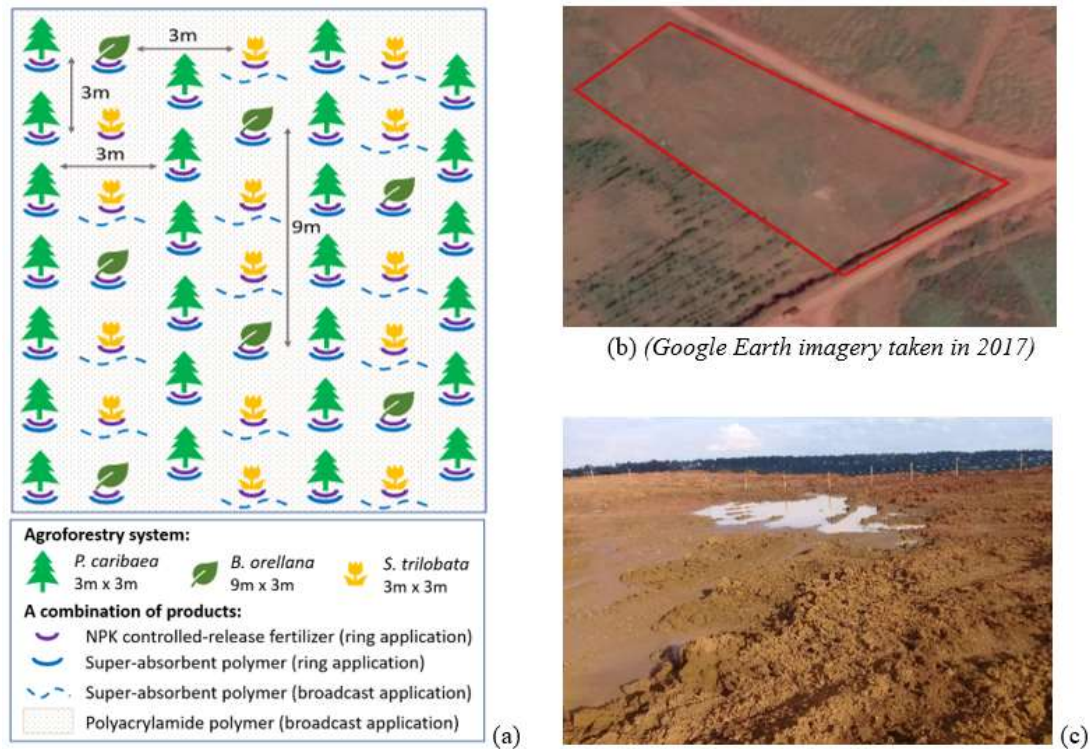 3m
3m
3m
9m
Agroforestry system:
P. caribaea
3m x 3m
B. orellana
9m x 3m
S. trilobata
3m x 3m
A combination of products:
NPK controlled-release fertilizer (ring application)
Super-absorbent polymer (ring application)
Super-absorbent polymer (broadcast application)
Polyacrylamide polymer (broadcast application)
(a)
(b) (Google Earth imagery taken in 2017)
(c)